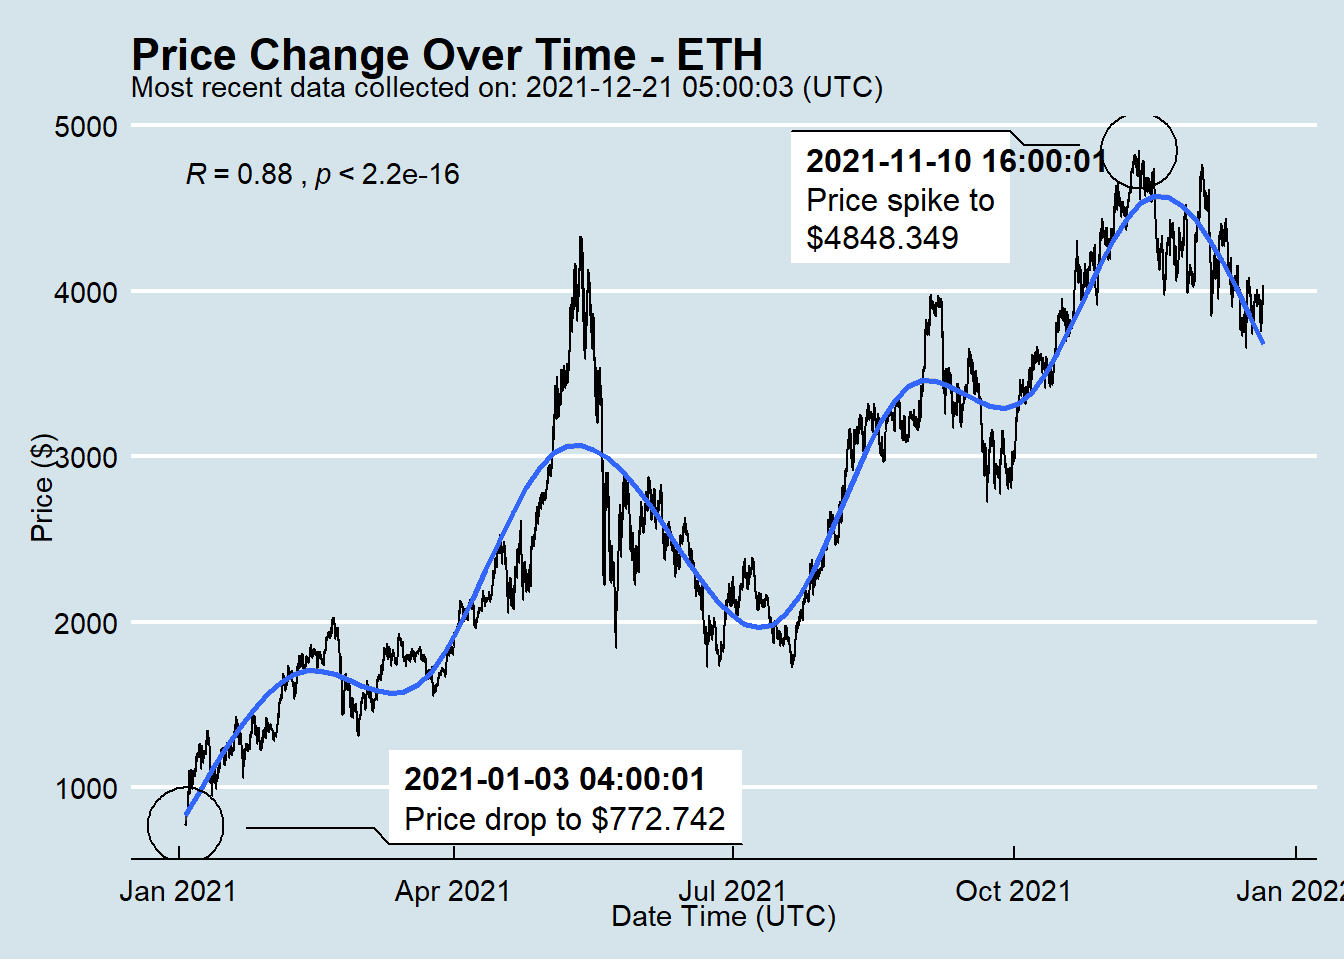 Price Change Over Time - ETH
Most recent data collected on: 2021-12-21 05:00:03 (UTC)
5000
R = 0.88 , p < 2.2e-16
2021-11-10 16:00:01
Price spike to
$4848.349
4000
3000
Price ($)
2000
1000
2021-01-03 04:00:01
Price drop to $772.742
Jan 2021
Apr 2021
Jul 2021
Oct 2021
Jan 2022
Date Time (UTC)